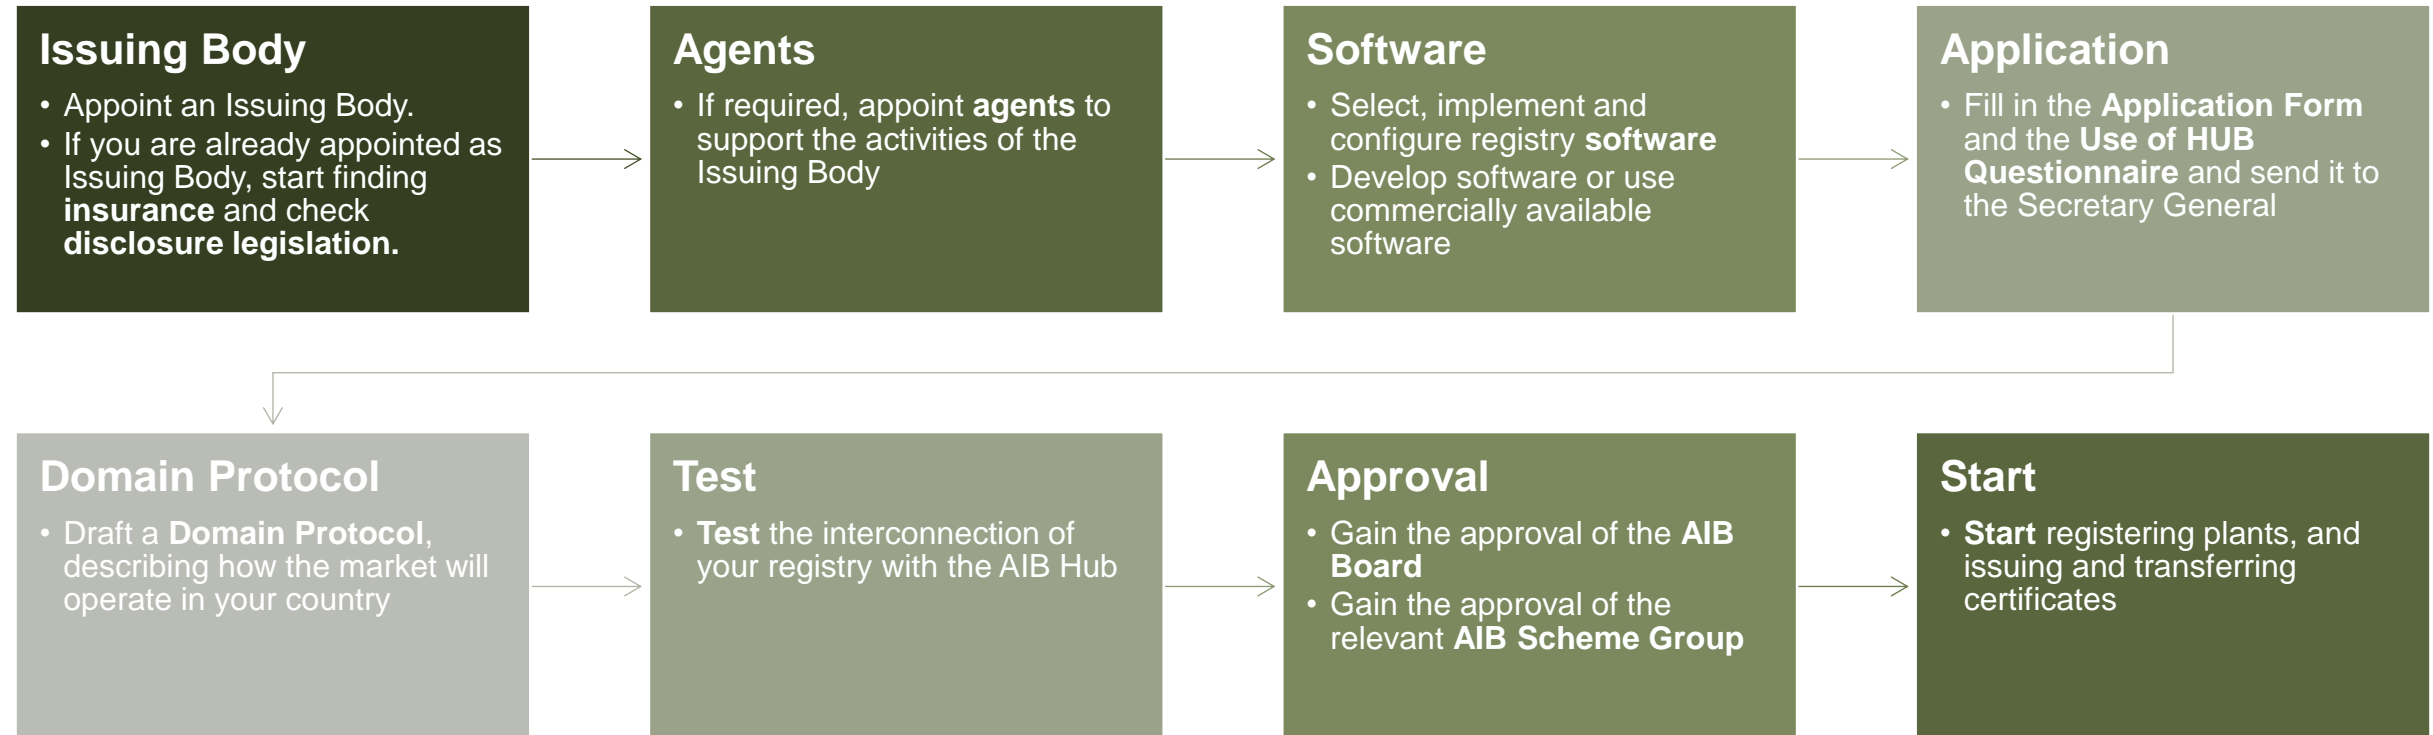 Issuing Body
• Appoint an Issuing Body.
• If you are already appointed as
Issuing Body, start finding
insurance and check
disclosure legislation.
Agents
• If required, appoint agents to
support the activities of the
Issuing Body
Software
• Select, implement and
configure registry software
• Develop software or use
commercially available
software
Application
• Fill in the Application Form
and the Use of HUB
Questionnaire and send it to
the Secretary General
Domain Protocol
• Draft a Domain Protocol,
describing how the market will
operate in your country
Test
• Test the interconnection of
your registry with the AIB Hub
Approval
• Gain the approval of the AIB
Board
• Gain the approval of the
relevant AIB Scheme Group
Start
• Start registering plants, and
issuing and transferring
certificates